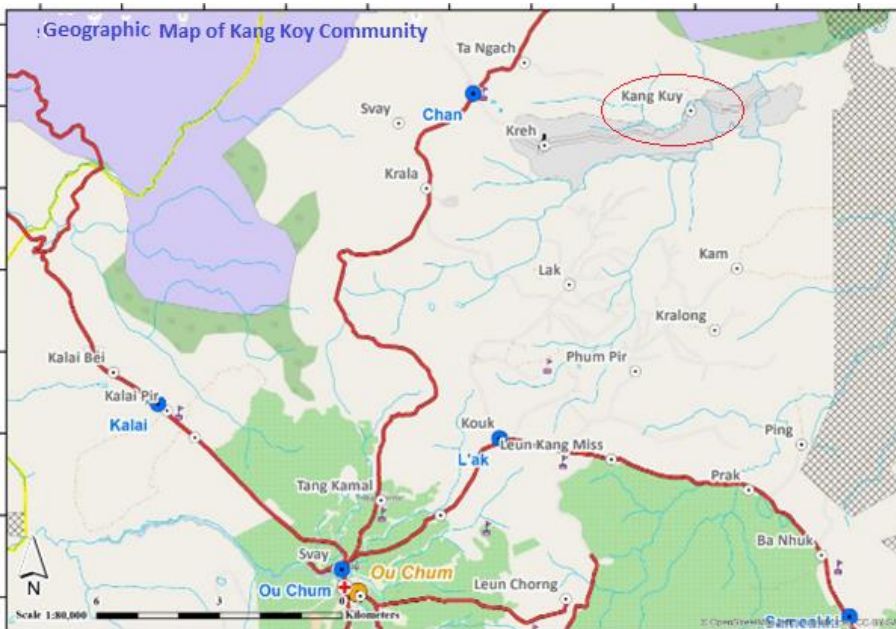 Geographic Map of Kang Koy Community
Ta Ngach
Kang Kuy
Svay
Chan
Kreh
Krala
Kam
Lak
Kralong
Phum Pir
Kalai Bei
Kalai Pir
Kalai
Kouk
Leun Kang Miss
L'ak
Ping
Prak
Tang Kamal
Ba Nhuk
Svay
Ou Chum
Ou Chum
Leun Chorng
N
Scale 1:80,000
6 3 0
Kilometers
© OpenStreetMap